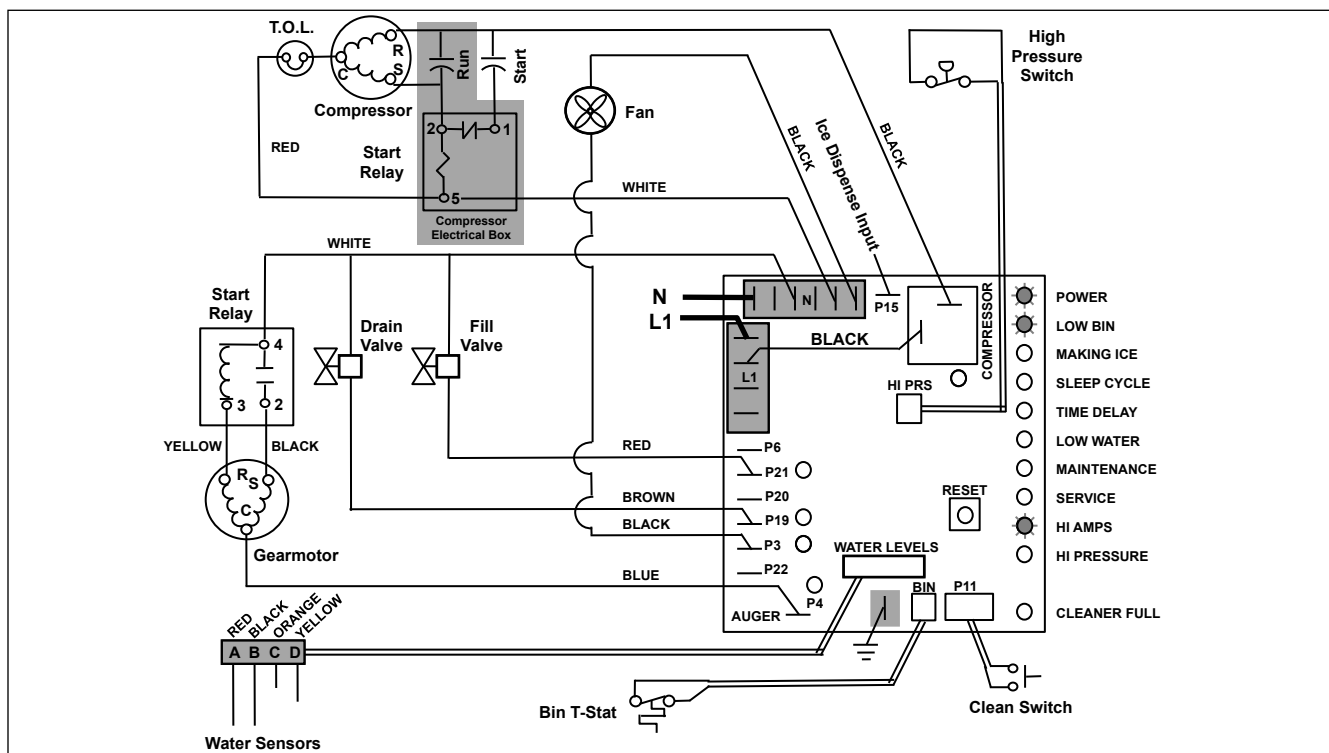 T.O.L.
R
S
C
Compressor
Run
Start
2
1
5
Start
Relay
Compressor
Electrical Box
RED
WHITE
Fan
BLACK
Ice Dispense Input
BLACK
High
Pressure
Switch
WHITE
Start
Relay
4
3
2
YELLOW
BLACK
R
S
C
Gearmotor
Drain
Valve
Fill
Valve
N
L1
N
P15
BLACK
L1
COMPRESSOR
HI PRS
POWER
LOW BIN
MAKING ICE
SLEEP CYCLE
TIME DELAY
LOW WATER
MAINTENANCE
SERVICE
HI AMPS
HI PRESSURE
CLEANER FULL
P6
RED
P21
P20
BROWN
P19
BLACK
P3
P22
BLUE
P4
AUGER
RESET
WATER LEVELS
BIN
P11
RED
BLACK
ORANGE
YELLOW
A B C D
Water Sensors
Bin T-Stat
Clean Switch